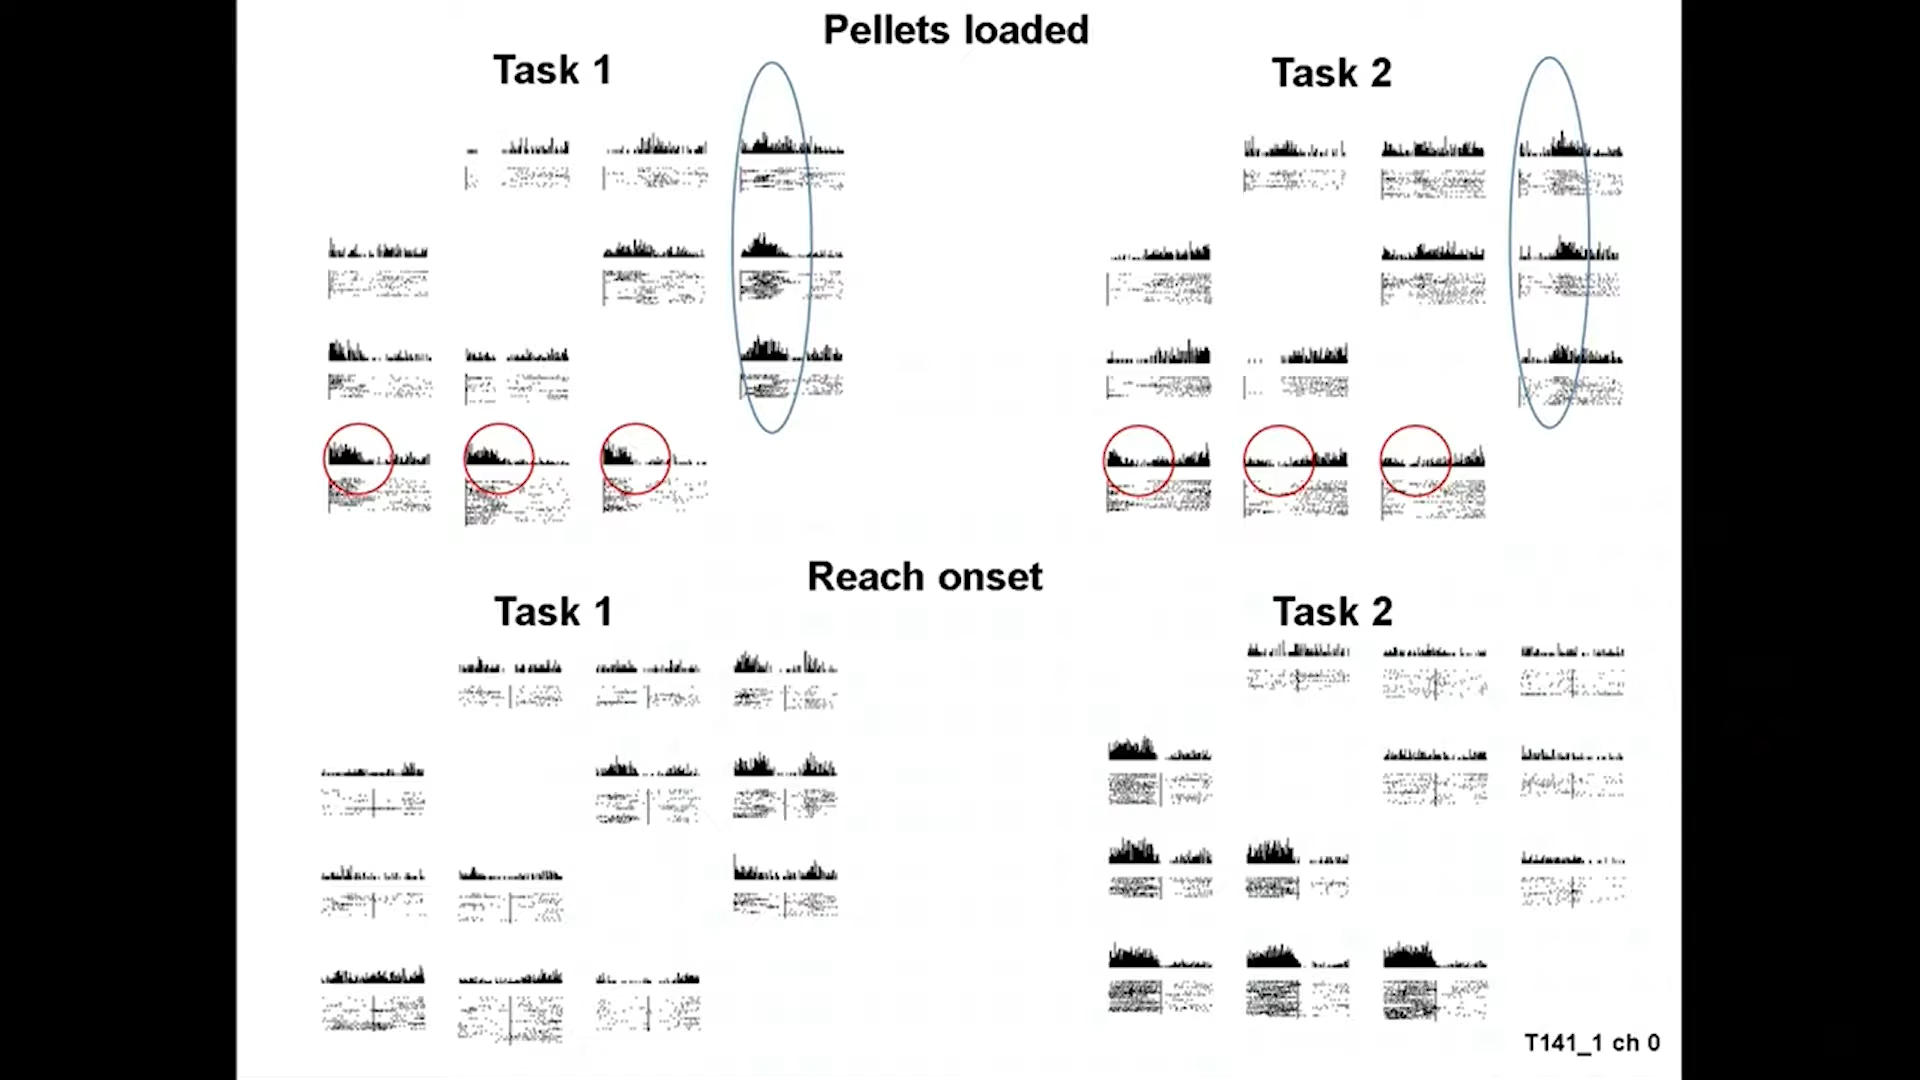 Pellets loaded
Task 1
Task 2
Reach onset
Task 1
Task 2
T141_1 ch 0